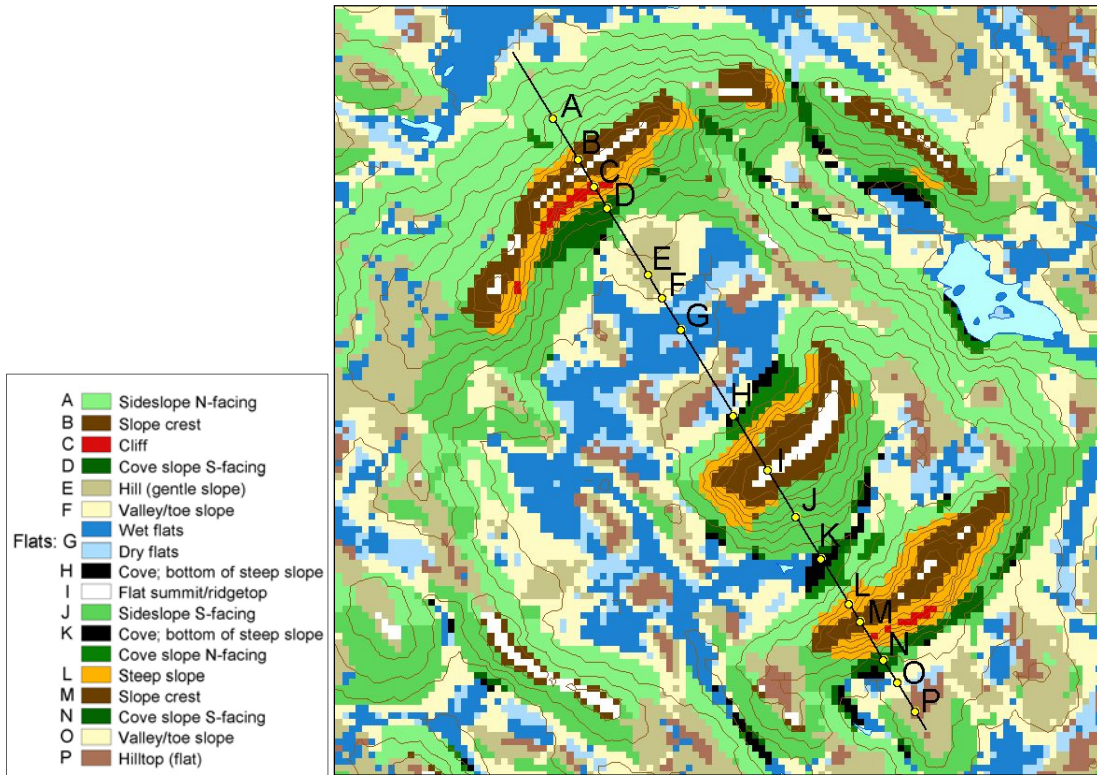 A Sideslope N-facing
B Slope crest
C Cliff
D Cove slope S-facing
E Hill (gentle slope)
F Valley/toe slope
Wet flats
Flats: G
Dry flats
H Cove; bottom of steep slope
I Flat summit/ridgetop
J Sideslope S-facing
K Cove; bottom of steep slope
Cove slope N-facing
L Steep slope
M Slope crest
N Cove slope S-facing
O Valley/toe slope
P Hilltop (flat)
A
B
C
D
E
F
G
H
I
J
K
L
M
N
O
P